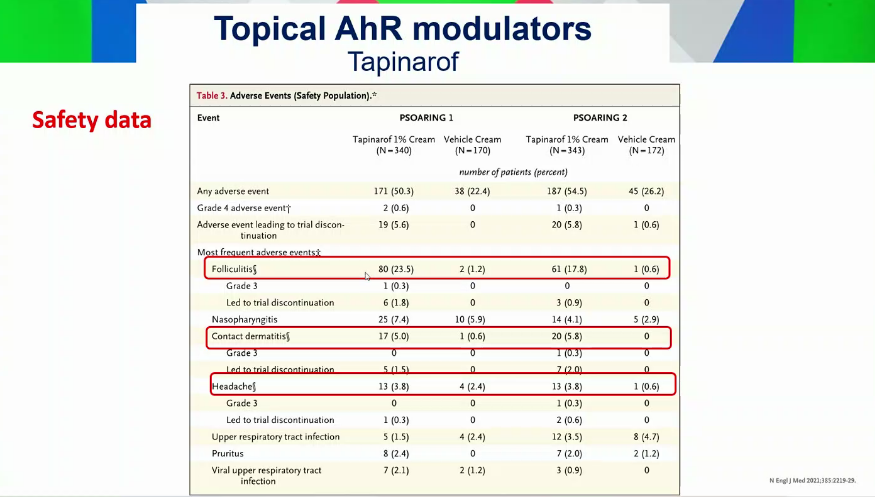 Topical AhR modulators
Tapinarof
Safety data
Table 3. Adverse Events (Safety Population).*
Event PSOARING 1 PSOARING 2
Tapinarof 1% Cream (N=340) Vehicle Cream (N=170) Tapinarof 1% Cream (N=343) Vehicle Cream (N=172)
number of patients (percent)
Any adverse event 171 (50.3) 38 (22.4) 187 (54.5) 45 (26.2)
Grade 4 adverse event† 2 (0.6) 0 1 (0.3) 0
Adverse event leading to trial discon-
tinuation 19 (5.6) 0 20 (5.8) 1 (0.6)
Most frequent adverse events‡
Folliculitis§ 80 (23.5) 2 (1.2) 61 (17.8) 1 (0.6)
Grade 3 1 (0.3) 0 0 0
Led to trial discontinuation 6 (1.8) 0 3 (0.9) 0
Nasopharyngitis 25 (7.4) 10 (5.9) 14 (4.1) 5 (2.9)
Contact dermatitis§ 17 (5.0) 1 (0.6) 20 (5.8) 0
Grade 3 0 0 1 (0.3) 0
Led to trial discontinuation 5 (1.5) 0 7 (2.0) 0
Headache§ 13 (3.8) 4 (2.4) 13 (3.8) 1 (0.6)
Grade 3 0 0 1 (0.3) 0
Led to trial discontinuation 1 (0.3) 0 2 (0.6) 0
Upper respiratory tract infection 5 (1.5) 4 (2.4) 12 (3.5) 8 (4.7)
Pruritus 8 (2.4) 0 7 (2.0) 2 (1.2)
Viral upper respiratory tract
infection 7 (2.1) 2 (1.2) 3 (0.9) 0
N Engl J Med 2021;385:2219-29.